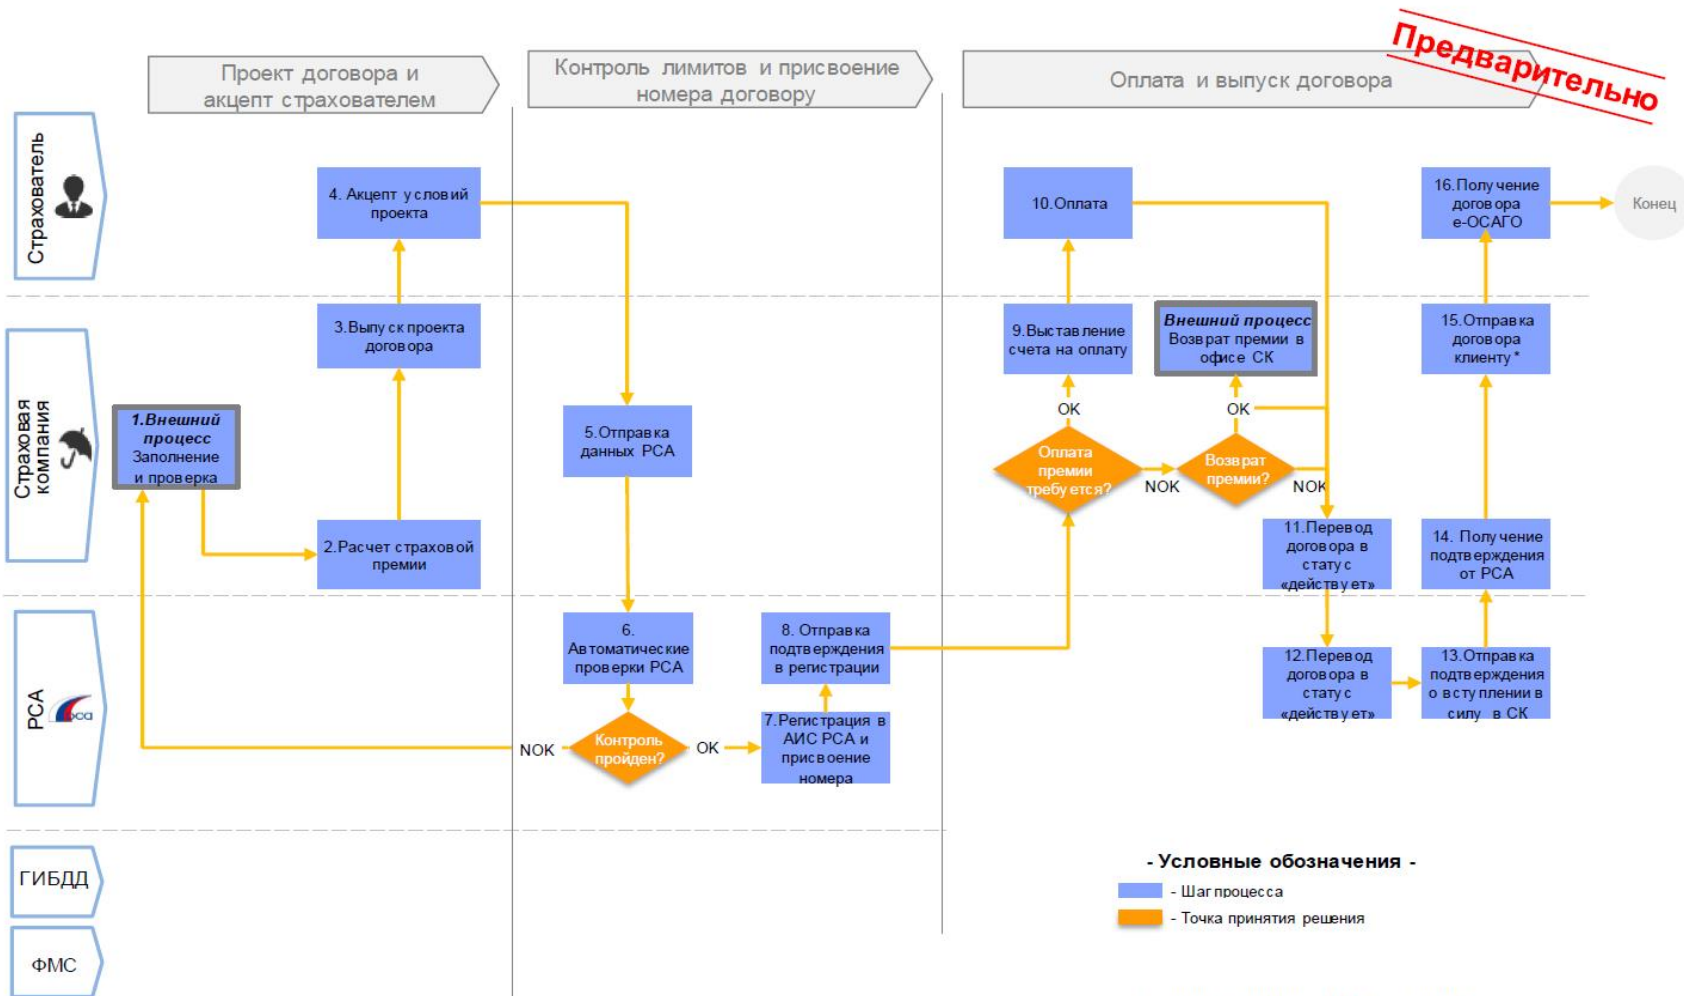 Предварительно
Проект договора и
акцепт страхователем
Контроль лимитов и присвоение
номера договору
Оплата и выпуск договора
Страхователь
4. Акцепт условий
проекта
10.Оплата
16.Получение
договора
е-ОСАГО
Конец
Страховая
компания
3.Выпуск проекта
договора
9.Выставление
счета на оплату
Внешний процесс
Возврат премии в
офисе СК
15.Отправка
договора
клиенту *
1.Внешний
процесс
Заполнение
и проверка
5.Отправка
данных РСА
OK
OK
Оплата
премии
требуется?
NOK
Возврат
премии?
NOK
2.Расчет страховой
премии
11.Перевод
договора в
статус
«действует»
14. Получение
подтверждения
от РСА
РСА
рса
6.
Автоматические
проверки РСА
8. Отправка
подтверждения
в регистрации
12.Перевод
договора в
статус
«действует»
13.Отправка
подтверждения
о вступлении в
силу в СК
NOK
Контроль
пройден?
OK
7.Регистрация в
АИС РСА и
присвоение
номера
ГИБДД
ФМС
- Условные обозначения -
- Шаг процесса
- Точка принятия решения